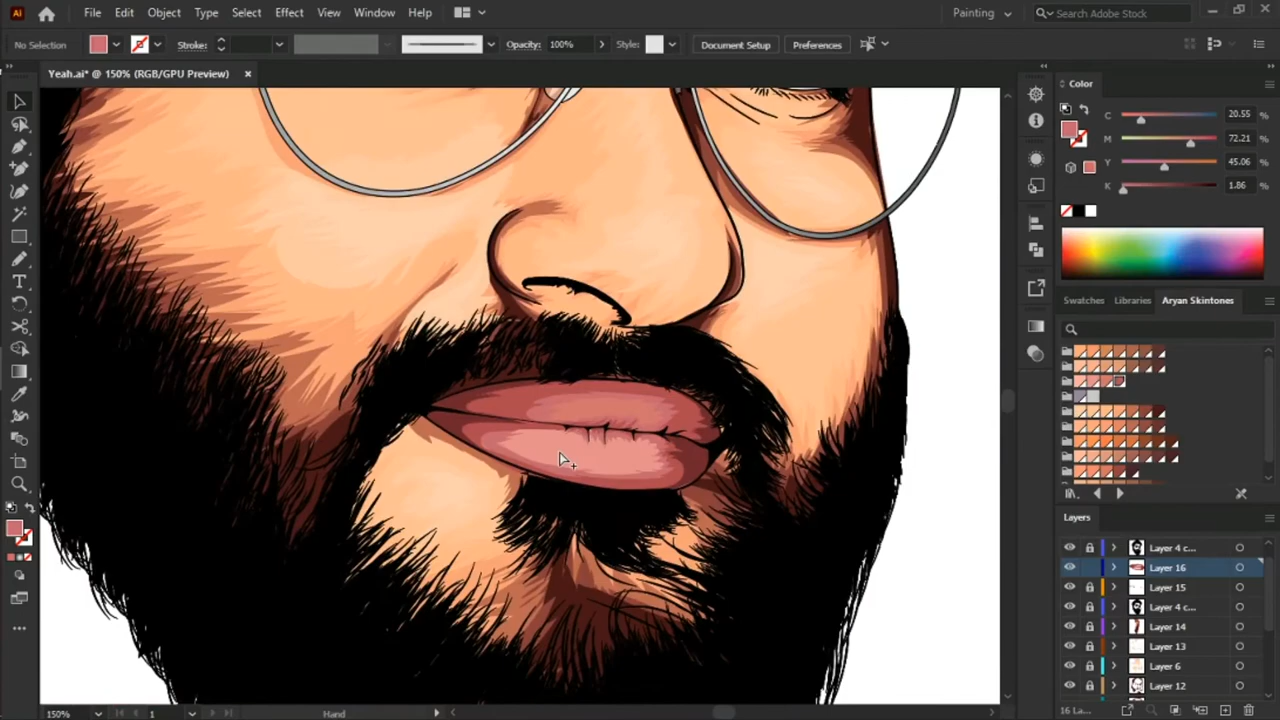 Ai File Edit Object Type Select Effect View Window Help Painting Search Adobe Stock
No Selection Stroke: Opacity: 100% Style: Document Setup Preferences
Yeah.ai* @ 150% (RGB/GPU Preview) ×
Color
C 20.55 %
M 72.21 %
Y 45.06 %
K 1.86 %
Swatches Libraries Aryan Skintones
Layers
Layer 4 c...
Layer 16
Layer 15
Layer 4 c...
Layer 14
Layer 13
Layer 6
Layer 12
16 La...
150% 1 Hand